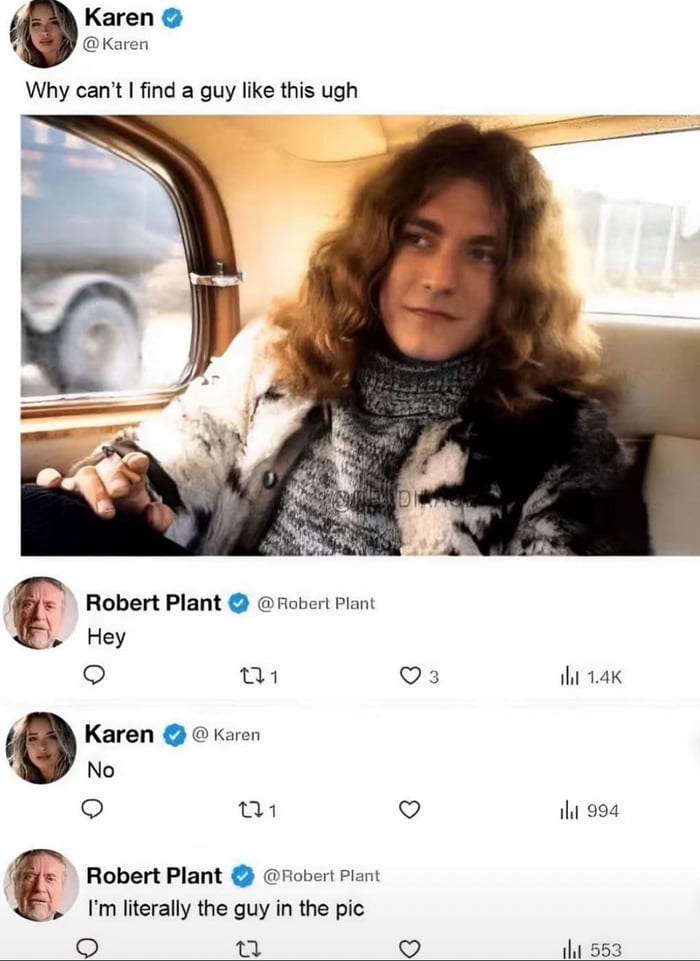 Karen
@Karen
Why can't I find a guy like this ugh
Robert Plant @Robert Plant
Hey
1 3 1.4K
Karen @ Karen
No
1 994
Robert Plant @Robert Plant
I'm literally the guy in the pic
553